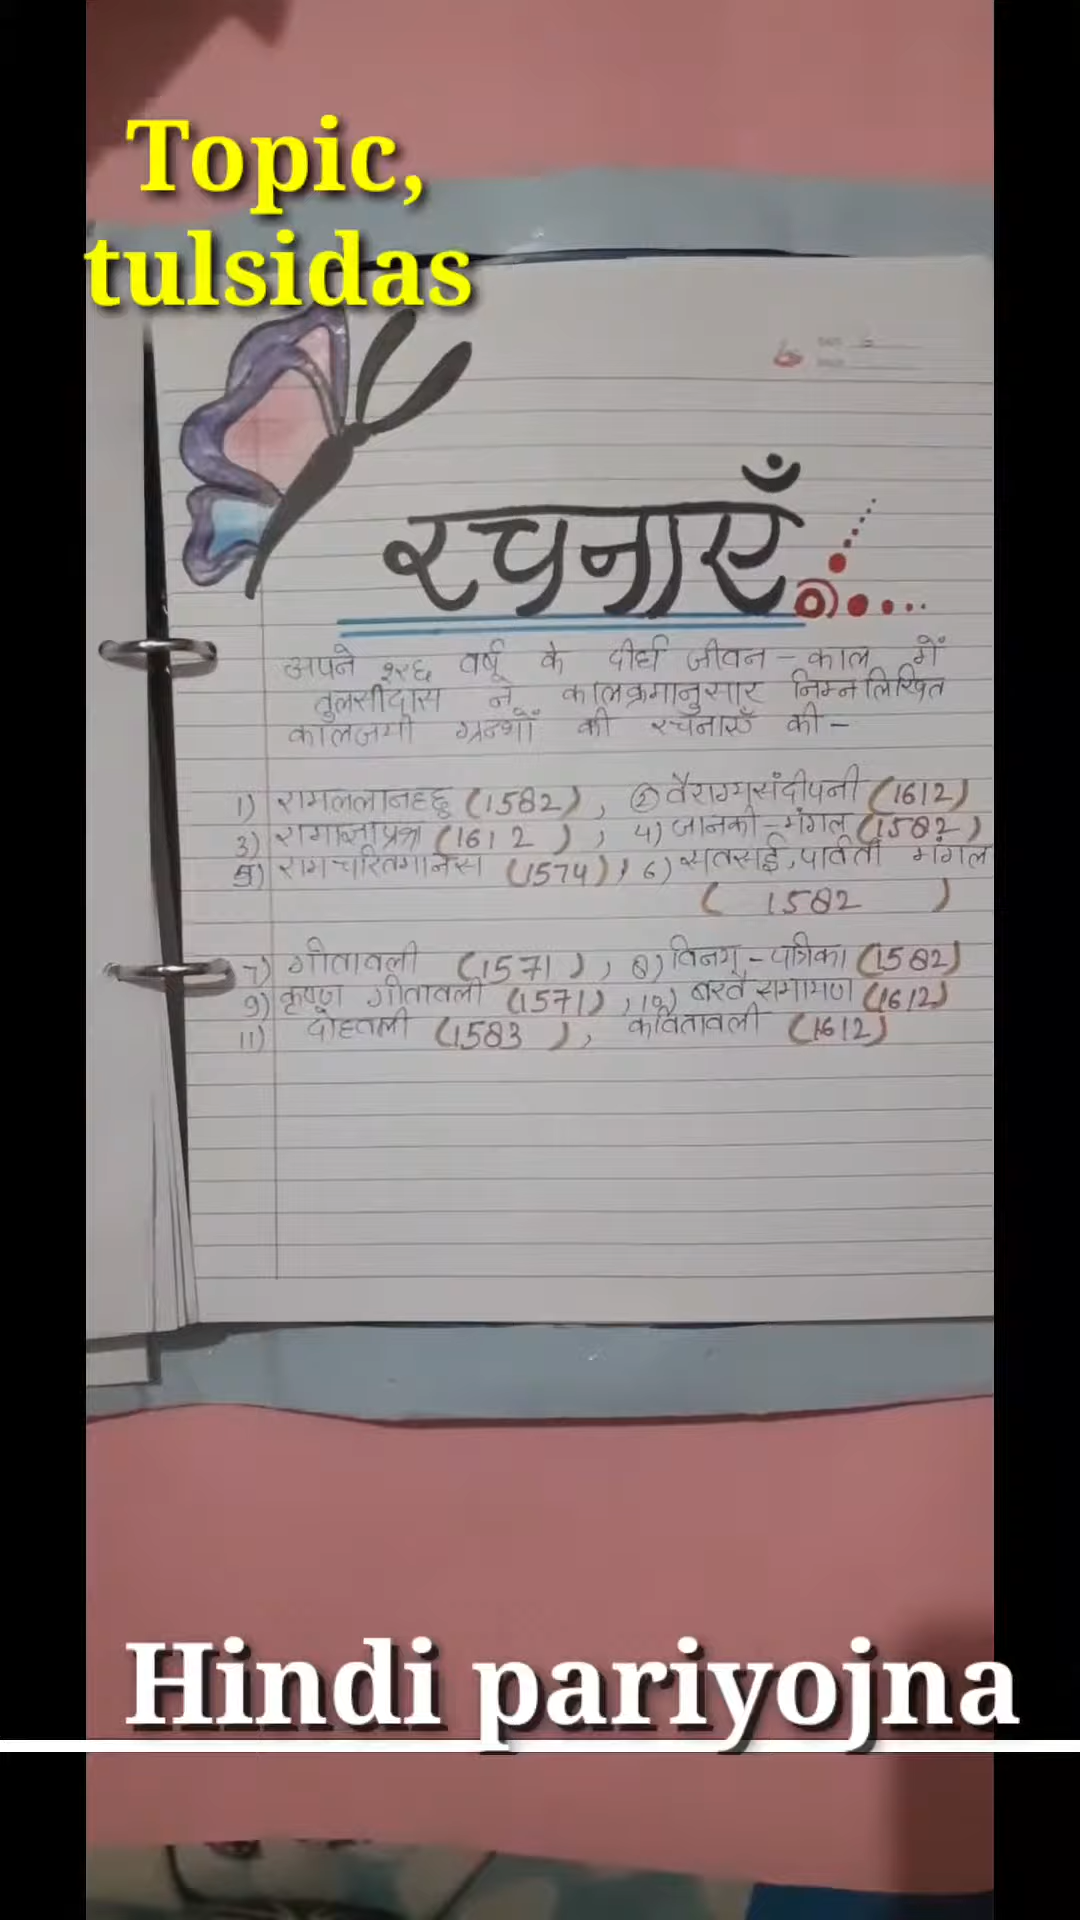 Topic,
tulsidas
रचनाएँ
अपने १२६ वर्ष के दीर्घ जीवन-काल में
तुलसीदास ने कालक्रमानुसार निम्नलिखित
कालजयी ग्रन्थों की रचनाएँ की -
1) रामललानहछू (1582), 2) वैराग्यसंदीपनी (1612)
3) रामाज्ञाप्रश्न (1612), 4) जानकी-मंगल (1582)
5) रामचरितमानस (1574), 6) सतसई, पार्वती मंगल
(1582)
7) गीतावली (1571), 8) विनय-पत्रिका (1582)
9) कृष्ण गीतावली (1571), 10) बरवै रामायण (1612)
11) दोहावली (1583), कवितावली (1612)
Hindi pariyojna